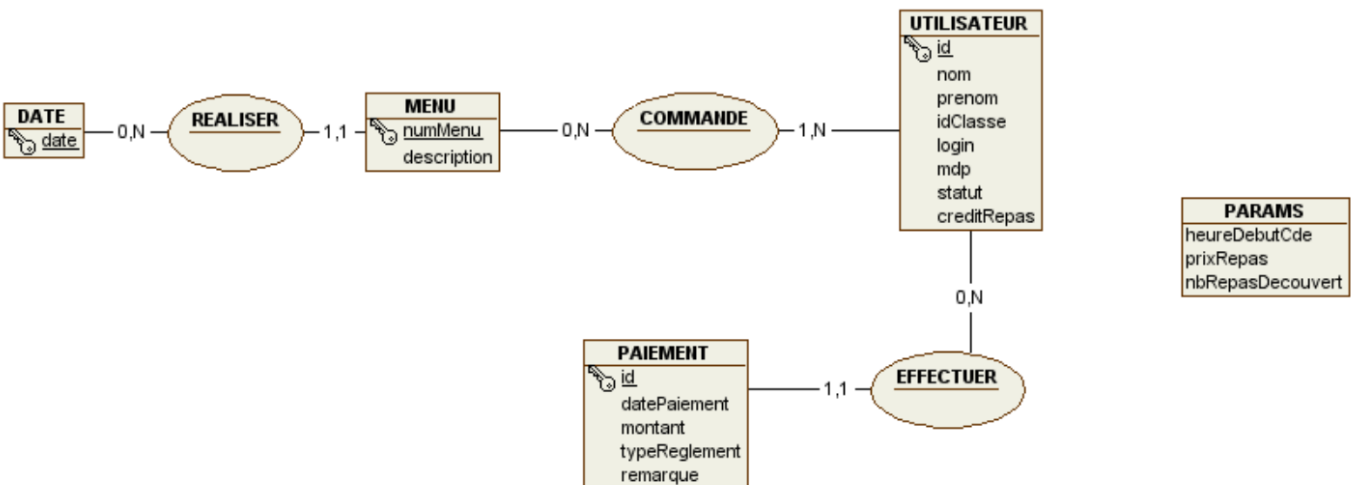 DATE
date
0,N
REALISER
1,1
MENU
numMenu
description
0,N
COMMANDE
1,N
UTILISATEUR
id
nom
prenom
idClasse
login
mdp
statut
creditRepas
PARAMS
heureDebutCde
prixRepas
nbRepasDecouvert
0,N
EFFECTUER
1,1
PAIEMENT
id
datePaiement
montant
typeReglement
remarque